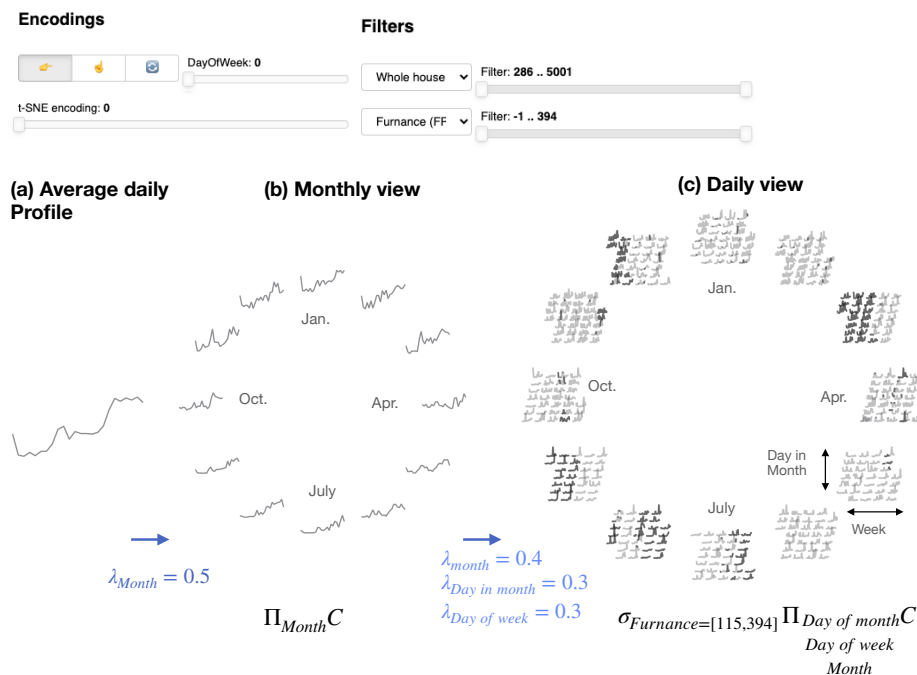 Encodings
Filters
DayOfWeek: 0
Whole house
Filter: 286 .. 5001
t-SNE encoding: 0
Furnance (FF
Filter: -1 .. 394
(a) Average daily
Profile
(b) Monthly view
(c) Daily view
Jan.
Oct.
Apr.
July
Jan.
Oct.
Apr.
Day in
Month
July
Week
λMonth = 0.5
λmonth = 0.4
λDay in month = 0.3
λDay of week = 0.3
ΠMonthC
σFurnance=[115,394] ΠDay of monthC
Day of week
Month